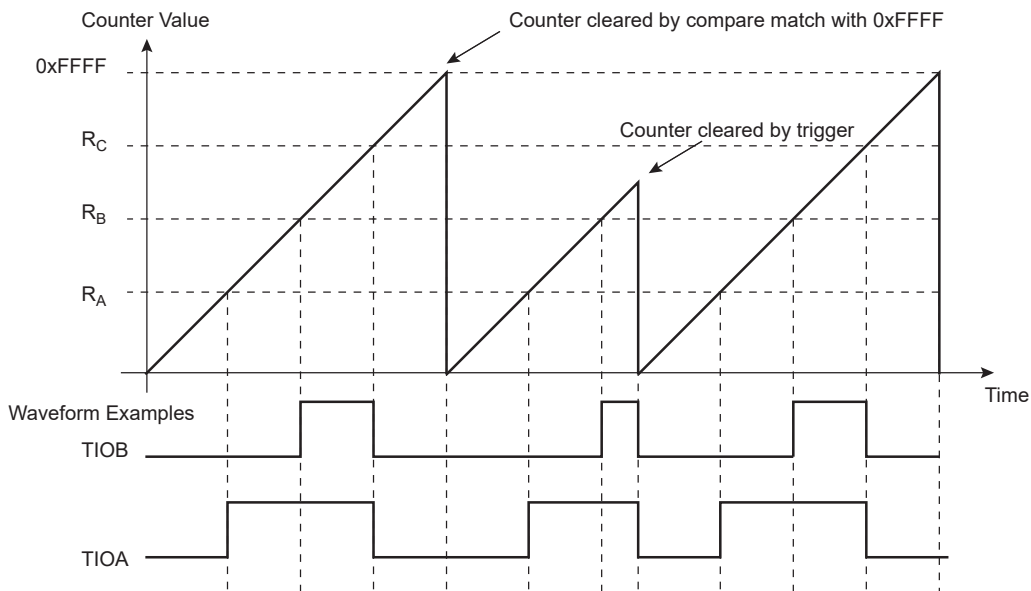 Counter Value
Counter cleared by compare match with 0xFFFF
0xFFFF
Counter cleared by trigger
RC
RB
RA
Time
Waveform Examples
TIOB
TIOA